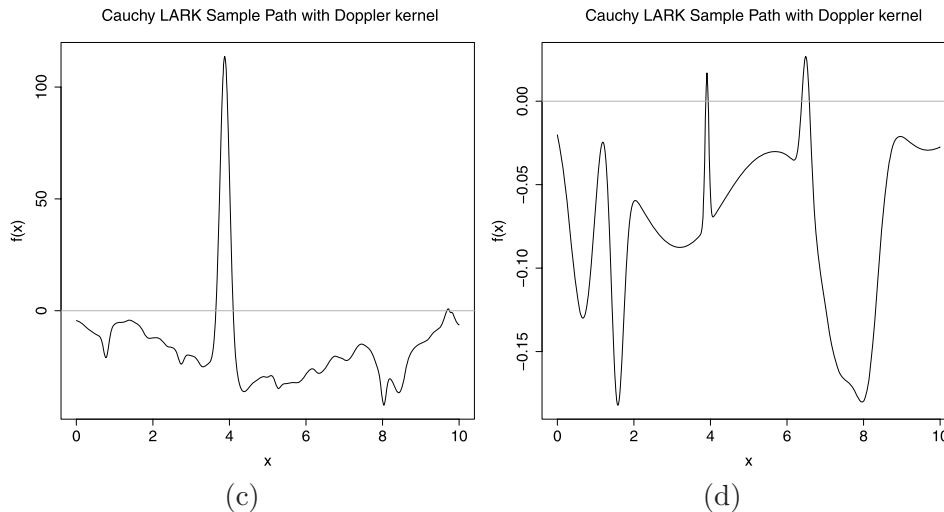 Cauchy LARK Sample Path with Doppler kernel
f(x)
100
50
0
0 2 4 6 8 10
x
(c)
Cauchy LARK Sample Path with Doppler kernel
f(x)
0.00
−0.05
−0.10
−0.15
0 2 4 6 8 10
x
(d)